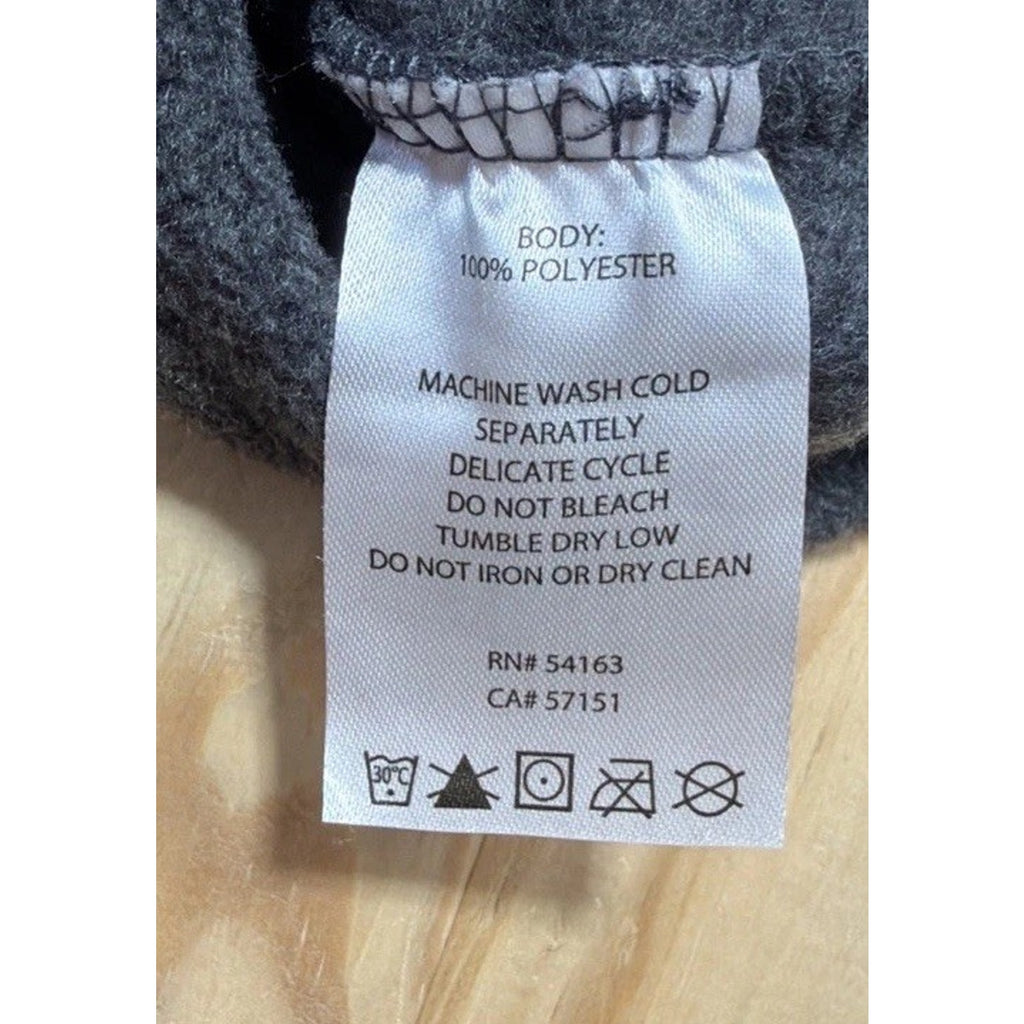 BODY:
100% POLYESTER
MACHINE WASH COLD
SEPARATELY
DELICATE CYCLE
DO NOT BLEACH
TUMBLE DRY LOW
DO NOT IRON OR DRY CLEAN
RN# 54163
CA# 57151
30°C